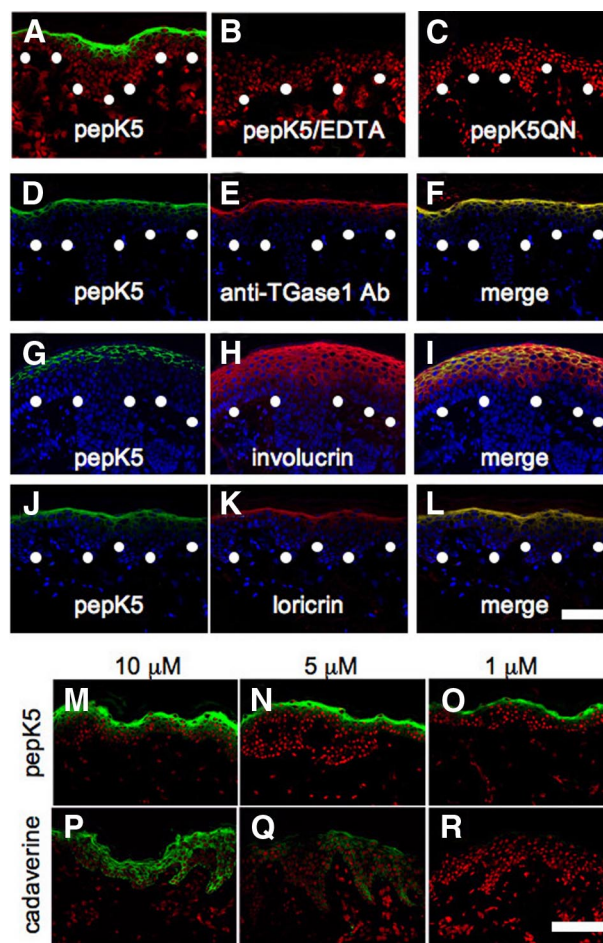 A B C
pepK5 pepK5/EDTA pepK5QN
D E F
pepK5 anti-TGase1 Ab merge
G H I
pepK5 involucrin merge
J K L
pepK5 loricrin merge
10 µM 5 µM 1 µM
pepK5
M N O
cadaverine
P Q R